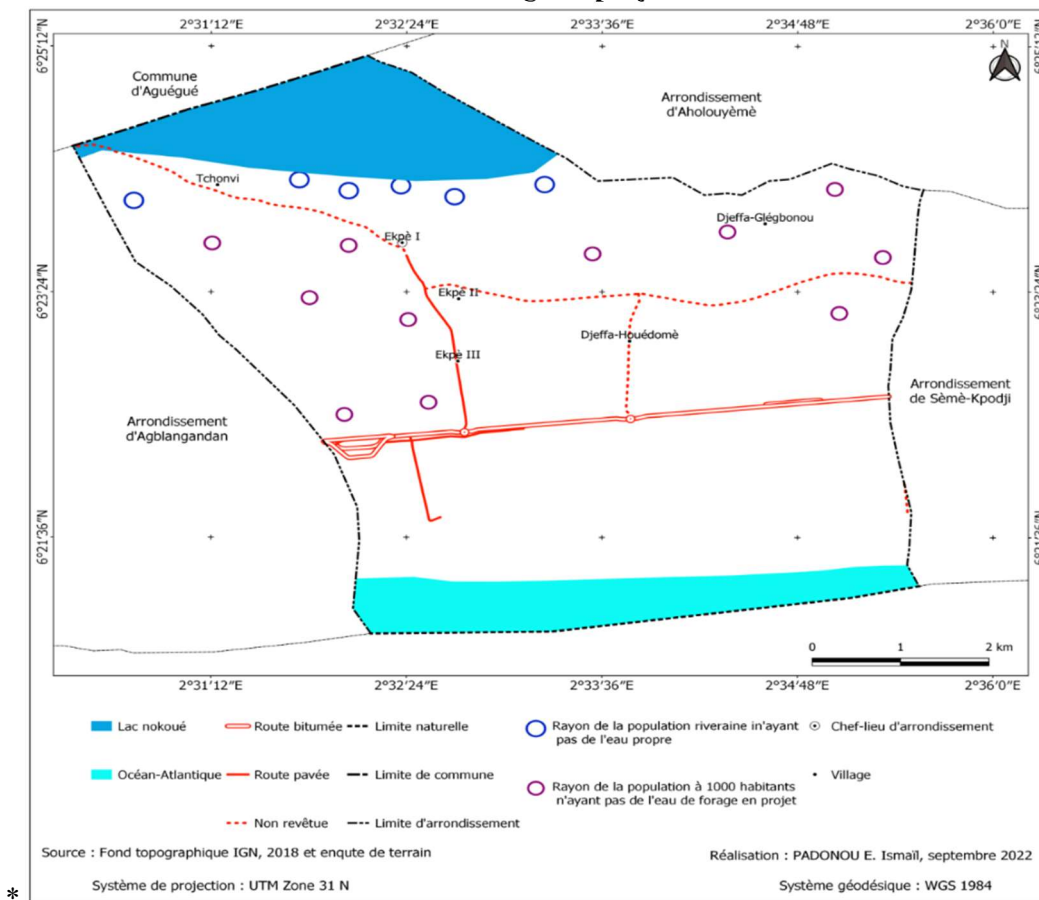 2°31'12"E 2°32'24"E 2°33'36"E 2°34'48"E 2°36'0"E
6°25'12"N
N
Commune
d'Aguégué
Arrondissement
d'Aholouyèmè
Tchonvi
Djeffa-Glégbonou
Ekpè I
6°23'24"N 6°23'24"N
Ekpè II
Djeffa-Houédomè
Ekpè III
Arrondissement
de Sèmè-Kpodji
Arrondissement
d'Agblangandan
6°21'36"N
0 1 2 km
2°31'12"E 2°32'24"E 2°33'36"E 2°34'48"E 2°36'0"E
Lac nokoué Route bitumée Limite naturelle Rayon de la population riveraine in'ayant Chef-lieu d'arrondissement
pas de l'eau propre
Océan-Atlantique Route pavée Limite de commune Village
Rayon de la population à 1000 habitants
n'ayant pas de l'eau de forage en projet
Non revêtue Limite d'arrondissement
Source : Fond topographique IGN, 2018 et enqute de terrain Réalisation : PADONOU E. Ismaïl, septembre 2022
* Système de projection : UTM Zone 31 N Système géodésique : WGS 1984